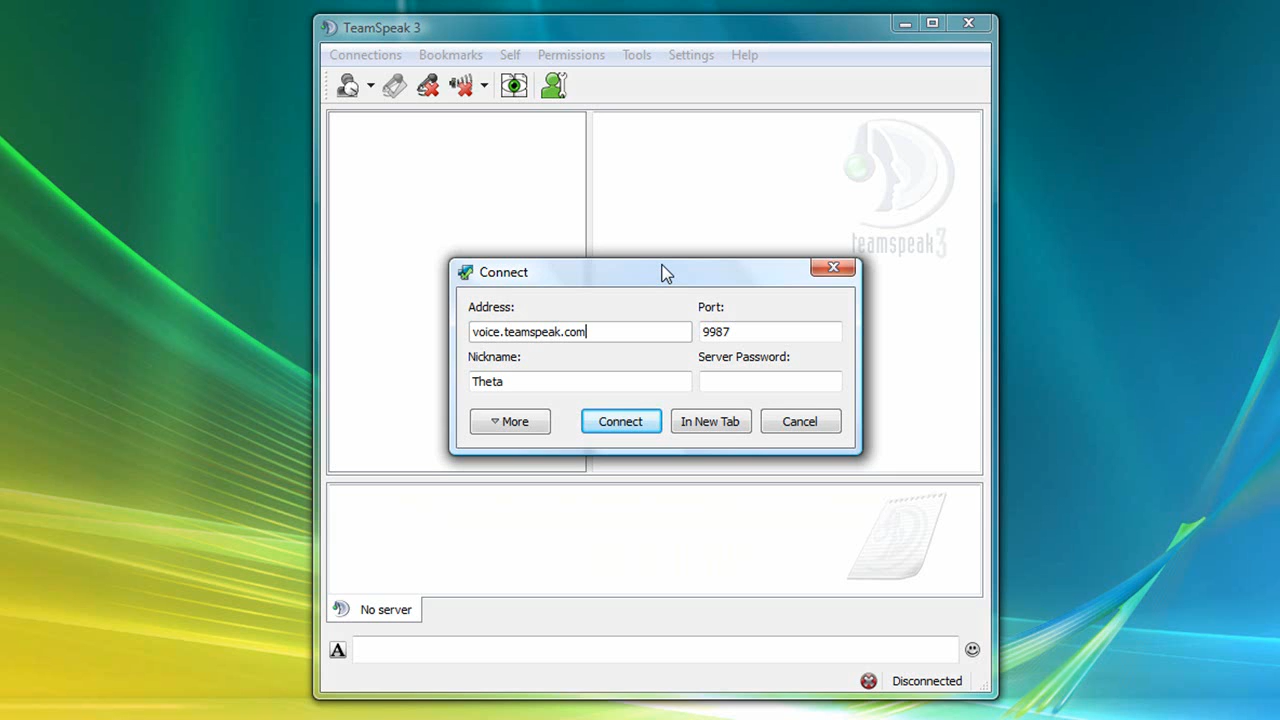 TeamSpeak 3
Connections Bookmarks Self Permissions Tools Settings Help
teamspeak3
Connect
Address: Port:
voice.teamspeak.com 9987
Nickname: Server Password:
Theta
More Connect In New Tab Cancel
No server
A
Disconnected